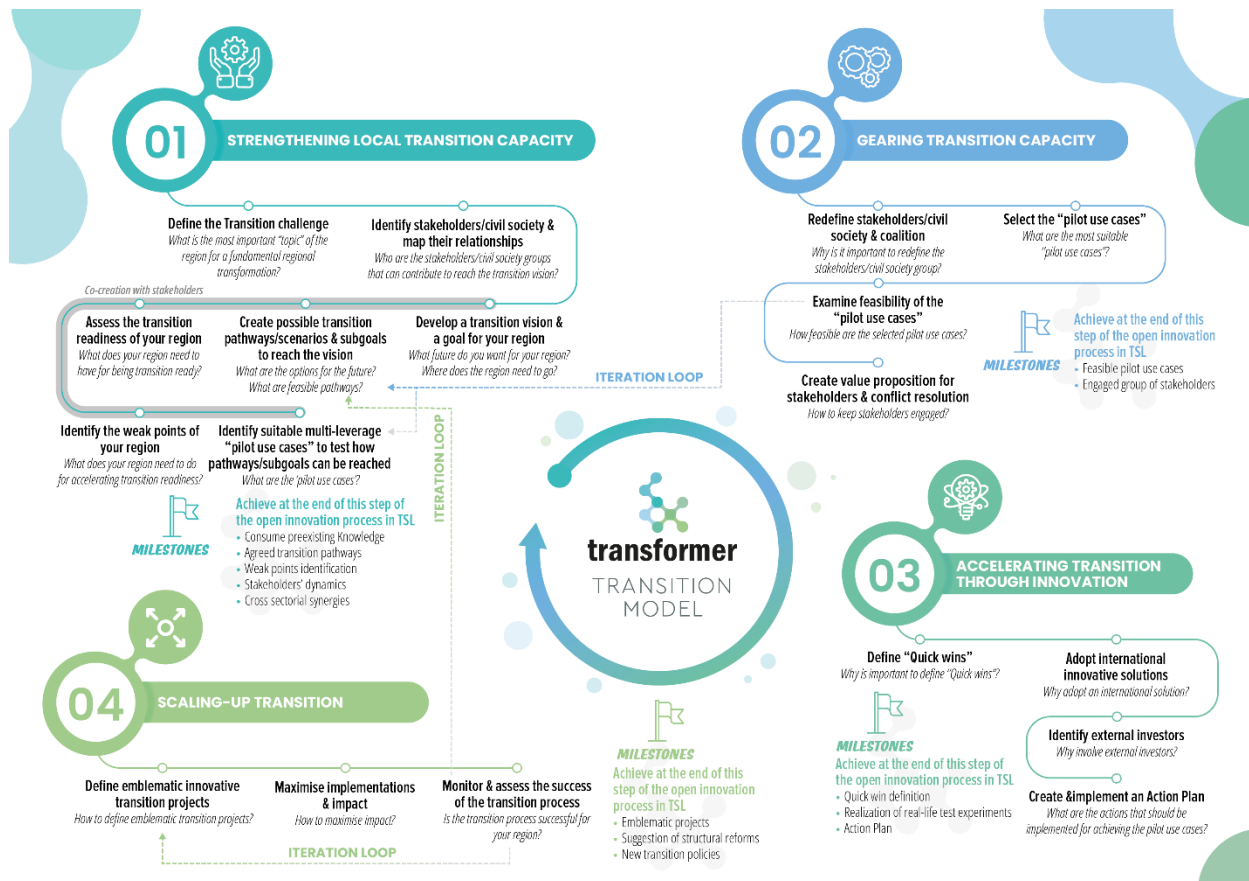 01
STRENGTHENING LOCAL TRANSITION CAPACITY
Define the Transition challenge
What is the most important "topic" of the
region for a fundamental regional
transformation?
Identify stakeholders/civil society &
map their relationships
Who are the stakeholders/civil society groups
that can contribute to reach the transition vision?
Co-creation with stakeholders
Assess the transition
readiness of your region
What does your region need to
have for being transition ready?
Create possible transition
pathways/scenarios & subgoals
to reach the vision
What are the options for the future?
What are feasible pathways?
Develop a transition vision &
a goal for your region
What future do you want for your region?
Where does the region need to go?
Identify the weak points of
your region
What does your region need to do
for accelerating transition readiness?
Identify suitable multi-leverage
"pilot use cases" to test how
pathways/subgoals can be reached
What are the 'pilot use cases'?
MILESTONES
Achieve at the end of this step of
the open innovation process in TSL
• Consume preexisting Knowledge
• Agreed transition pathways
• Weak points identification
• Stakeholders' dynamics
• Cross sectorial synergies
ITERATION LOOP
ITERATION LOOP
02
GEARING TRANSITION CAPACITY
Redefine stakeholders/civil
society & coalition
Why is it important to redefine the
stakeholders/civil society group?
Select the "pilot use cases"
What are the most suitable
"pilot use cases"?
Examine feasibility of the
"pilot use cases"
How feasible are the selected pilot use cases?
Create value proposition for
stakeholders & conflict resolution
How to keep stakeholders engaged?
MILESTONES
Achieve at the end of this
step of the open innovation
process in TSL
• Feasible pilot use cases
• Engaged group of stakeholders
transformer
TRANSITION
MODEL
03
ACCELERATING TRANSITION
THROUGH INNOVATION
Define "Quick wins"
Why is important to define "Quick wins"?
Adopt international
innovative solutions
Why adopt an international solution?
Identify external investors
Why involve external investors?
Create &implement an Action Plan
What are the actions that should be
implemented for achieving the pilot use cases?
MILESTONES
Achieve at the end of this step of
the open innovation process in TSL
• Quick win definition
• Realization of real-life test experiments
• Action Plan
04
SCALING-UP TRANSITION
Define emblematic innovative
transition projects
How to define emblematic transition projects?
Maximise implementations
& impact
How to maximise impact?
Monitor & assess the success
of the transition process
Is the transition process successful for
your region?
ITERATION LOOP
MILESTONES
Achieve at the end of this
step of the open innovation
process in TSL
• Emblematic projects
• Suggestion of structural reforms
• New transition policies